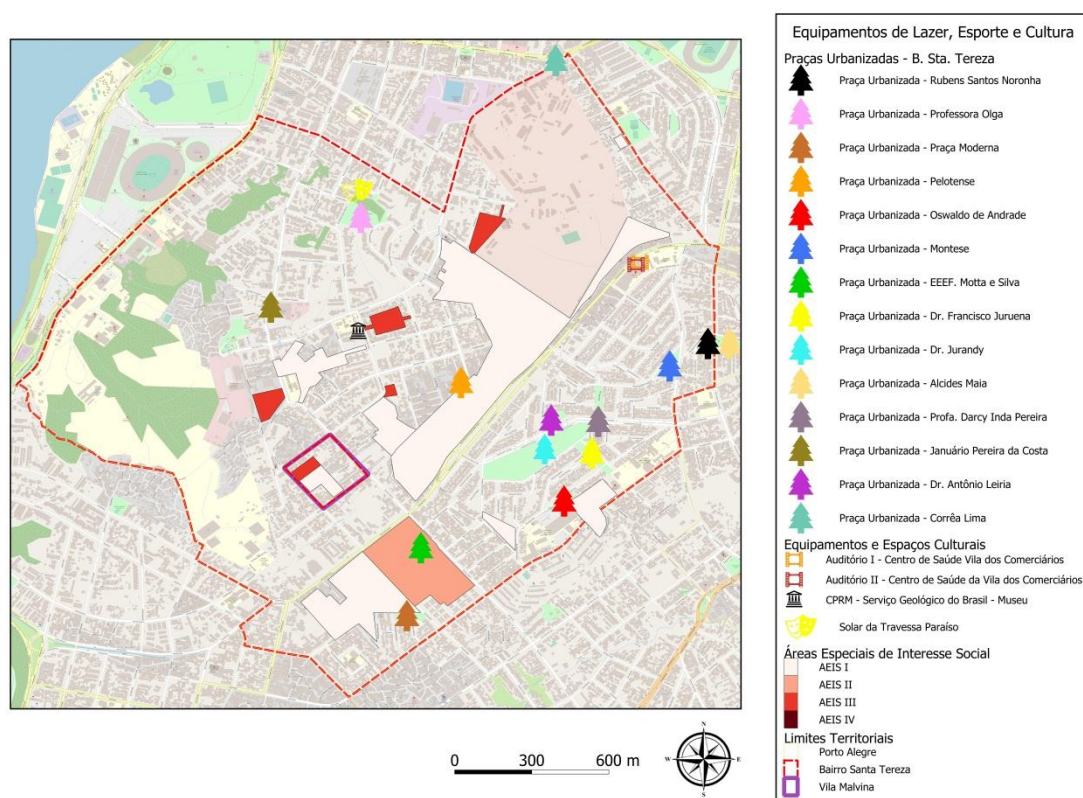 Equipamentos de Lazer, Esporte e Cultura
Praças Urbanizadas - B. Sta. Tereza
Praça Urbanizada - Rubens Santos Noronha
Praça Urbanizada - Professora Olga
Praça Urbanizada - Praça Moderna
Praça Urbanizada - Pelotense
Praça Urbanizada - Oswaldo de Andrade
Praça Urbanizada - Montese
Praça Urbanizada - EEEF. Motta e Silva
Praça Urbanizada - Dr. Francisco Juruena
Praça Urbanizada - Dr. Jurandy
Praça Urbanizada - Alcides Maia
Praça Urbanizada - Profa. Darcy Inda Pereira
Praça Urbanizada - Januário Pereira da Costa
Praça Urbanizada - Dr. Antônio Leiria
Praça Urbanizada - Corrêa Lima
Equipamentos e Espaços Culturais
Auditório I - Centro de Saúde Vila dos Comerciários
Auditório II - Centro de Saúde da Vila dos Comerciários
CPRM - Serviço Geológico do Brasil - Museu
Solar da Travessa Paraíso
Áreas Especiais de Interesse Social
AEIS I
AEIS II
AEIS III
AEIS IV
Limites Territoriais
Porto Alegre
Bairro Santa Tereza
Vila Malvina
0 300 600 m
N
W E
S